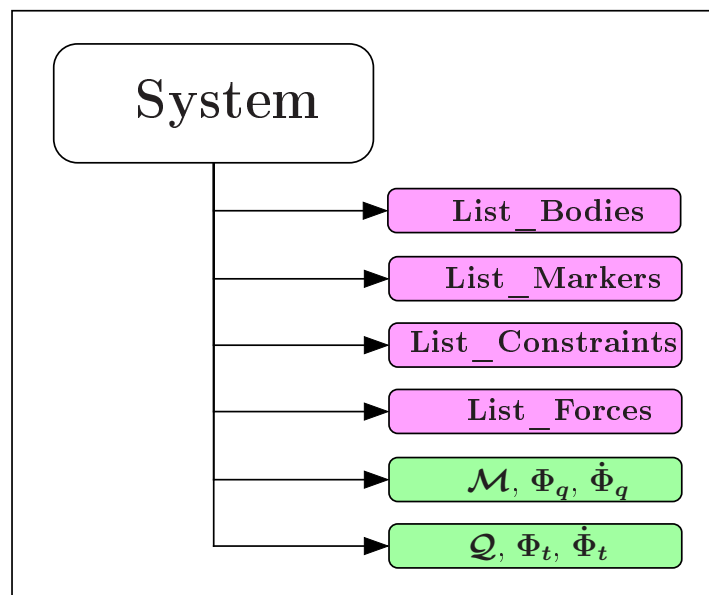 System
List_Bodies
List_Markers
List_Constraints
List_Forces
𝓜, Φ_q, Φ̇_q
𝓠, Φ_t, Φ̇_t